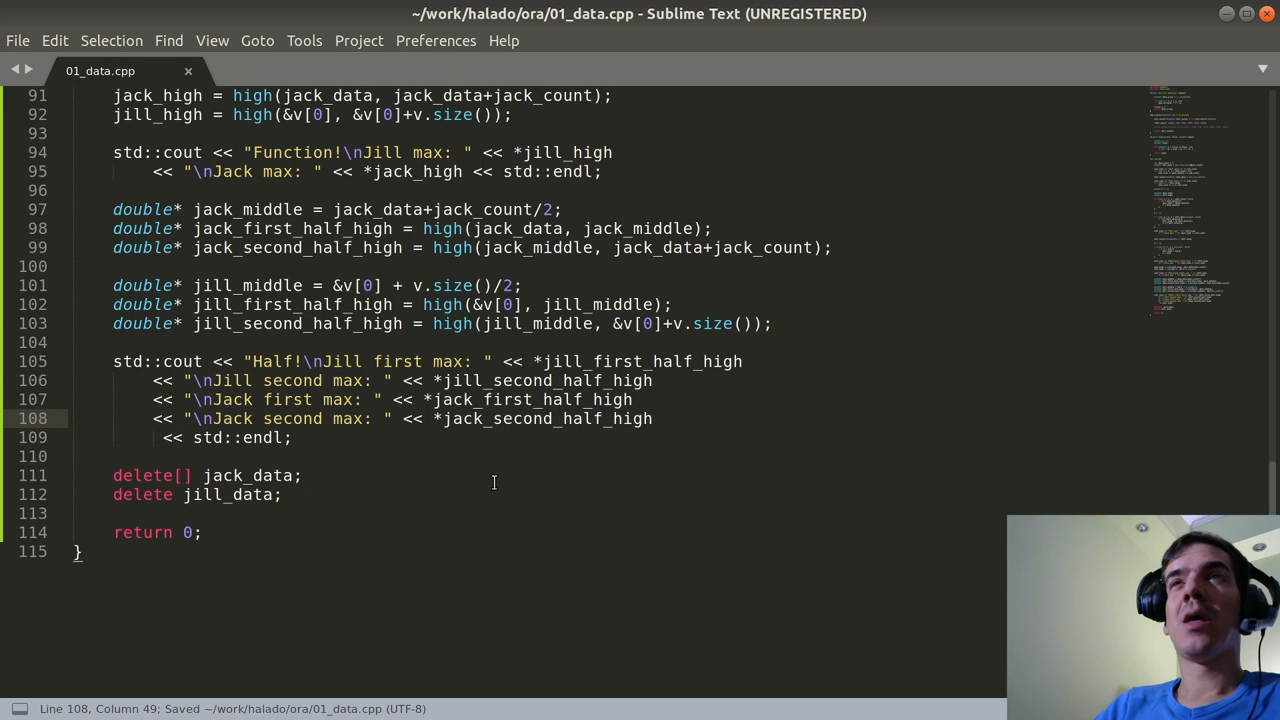 ~/work/halado/ora/01_data.cpp - Sublime Text (UNREGISTERED)
File Edit Selection Find View Goto Tools Project Preferences Help
01_data.cpp ×
91 jack_high = high(jack_data, jack_data+jack_count);
92 jill_high = high(&v[0], &v[0]+v.size());
93
94 std::cout << "Function!\nJill max: " << *jill_high
95 << "\nJack max: " << *jack_high << std::endl;
96
97 double* jack_middle = jack_data+jack_count/2;
98 double* jack_first_half_high = high(jack_data, jack_middle);
99 double* jack_second_half_high = high(jack_middle, jack_data+jack_count);
100
101 double* jill_middle = &v[0] + v.size()/2;
102 double* jill_first_half_high = high(&v[0], jill_middle);
103 double* jill_second_half_high = high(jill_middle, &v[0]+v.size());
104
105 std::cout << "Half!\nJill first max: " << *jill_first_half_high
106 << "\nJill second max: " << *jill_second_half_high
107 << "\nJack first max: " << *jack_first_half_high
108 << "\nJack second max: " << *jack_second_half_high
109 << std::endl;
110
111 delete[] jack_data;
112 delete jill_data;
113
114 return 0;
115 }
Line 108, Column 49; Saved ~/work/halado/ora/01_data.cpp (UTF-8)